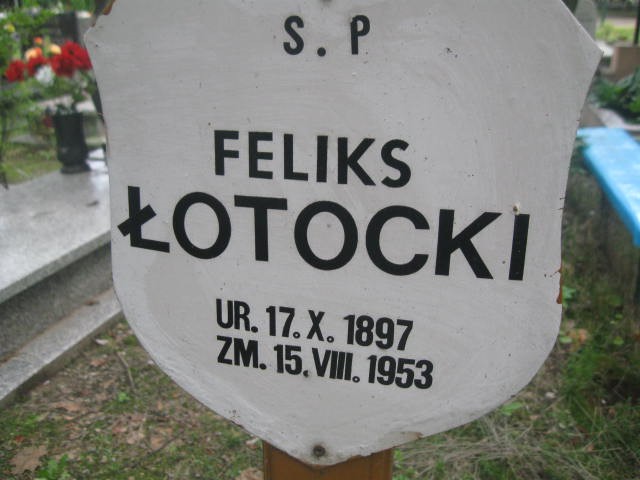 S.P
FELIKS
ŁOTOCKI
UR. 17.X. 1897
ZM. 15.VIII. 1953